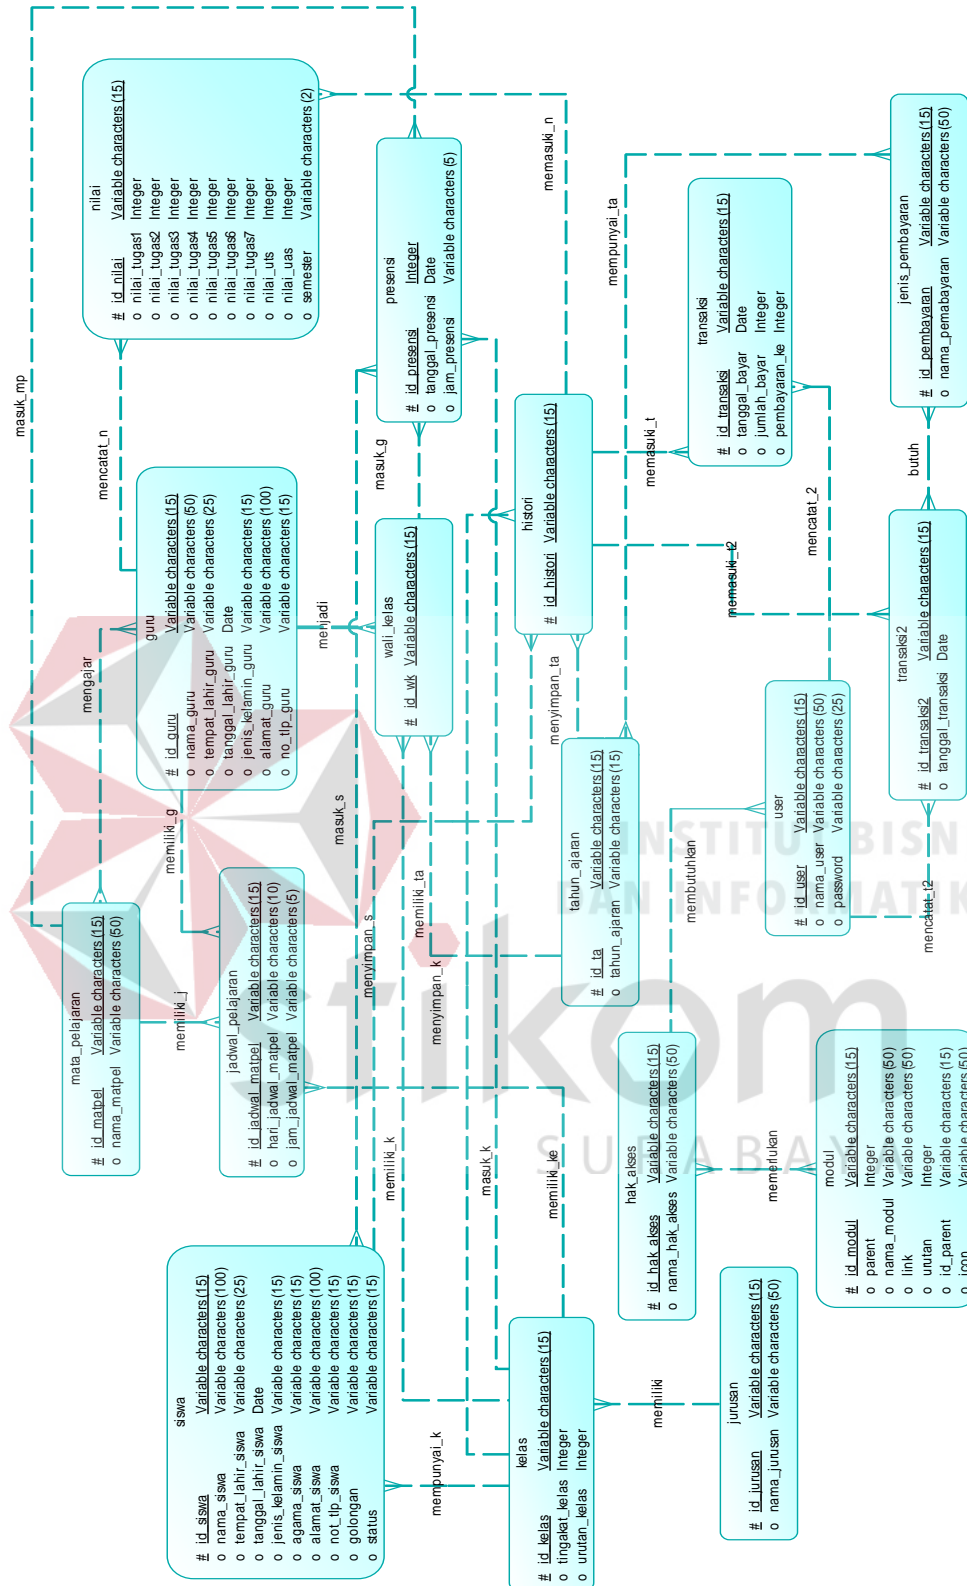 siswa
# id_siswa Variable characters (15)
o nama_siswa Variable characters (100)
o tempat_lahir_siswa Variable characters (25)
o tanggal_lahir_siswa Date
o jenis_kelamin_siswa Variable characters (15)
o agama_siswa Variable characters (15)
o alamat_siswa Variable characters (100)
o not_tlp_siswa Variable characters (15)
o golongan Variable characters (15)
o status Variable characters (15)
mata_pelajaran
# id_matpel Variable characters (15)
o nama_matpel Variable characters (50)
jadwal_pelajaran
# id_jadwal_matpel Variable characters (15)
o hari_jadwal_matpel Variable characters (10)
o jam_jadwal_matpel Variable characters (5)
guru
# id_guru Variable characters (15)
o nama_guru Variable characters (50)
o tempat_lahir_guru Variable characters (25)
o tanggal_lahir_guru Date
o jenis_kelamin_guru Variable characters (15)
o alamat_guru Variable characters (100)
o no_tlp_guru Variable characters (15)
nilai
# id_nilai Variable characters (15)
o nilai_tugas1 Integer
o nilai_tugas2 Integer
o nilai_tugas3 Integer
o nilai_tugas4 Integer
o nilai_tugas5 Integer
o nilai_tugas6 Integer
o nilai_tugas7 Integer
o nilai_uts Integer
o nilai_uas Integer
o semester Variable characters (2)
presensi
# id_presensi Integer
o tanggal_presensi Date
o jam_presensi Variable characters (5)
wali_kelas
# id_wk Variable characters (15)
histori
# id_histori Variable characters (15)
kelas
# id_kelas Variable characters (15)
o tingakat_kelas Integer
o urutan_kelas Integer
tahun_ajaran
# id_ta Variable characters (15)
o tahun_ajaran Variable characters (15)
transaksi
# id_transaksi Variable characters (15)
o tanggal_bayar Date
o jumlah_bayar Integer
o pembayaran_ke Integer
hak_akses
# id_hak_akses Variable characters (15)
o nama_hak_akses Variable characters (50)
user
# id_user Variable characters (15)
o nama_user Variable characters (50)
o password Variable characters (25)
jurusan
# id_jurusan Variable characters (15)
o nama_jurusan Variable characters (50)
modul
# id_modul Variable characters (15)
o parent Integer
o nama_modul Variable characters (50)
o link Variable characters (50)
o urutan Integer
o id_parent Variable characters (15)
o icon Variable characters (50)
transaksi2
# id_transaksi2 Variable characters (15)
o tanggal_transaksi Date
jenis_pembayaran
# id_pembayaran Variable characters (15)
o nama_pemabayaran Variable characters (50)
masuk_mp
mencatat_n
mengajar
memiliki_g
memiliki_j
masuk_g
menjadi
masuk_s
menyimpan_s
memiliki_ta
menyimpan_k
memiliki_k
masuk_k
memiliki_ke
mempunyai_k
memiliki
memasuki_n
mempunyai_ta
memasuki_t
memasuki_t2
menyimpan_ta
mencatat_2
membutuhkan
mencatat_t2
butuh
memerlukan
INSTITUT BISN
DAN INFORMATIK
stikom
SURABAYA